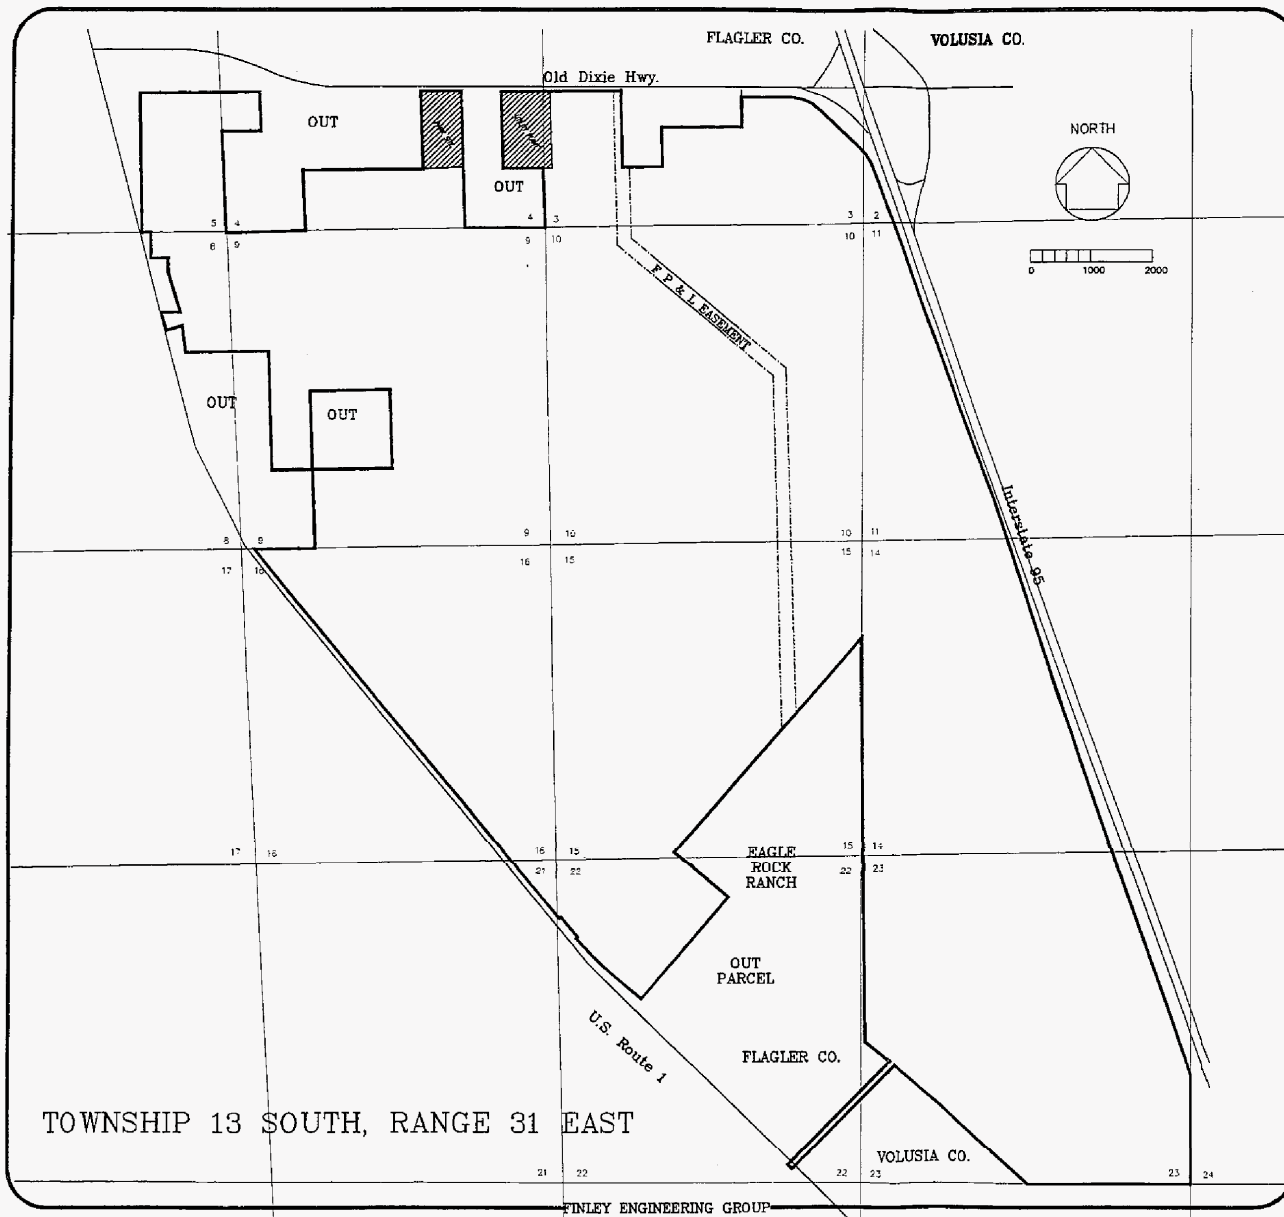 FLAGLER CO.
VOLUSIA CO.
Old Dixie Hwy.
OUT
NORTH
OUT
5 4
4 3
3 2
6 9
9 10
10 11
0 1000 2000
F P & L EASEMENT
OUT
OUT
Interstate 95
8 9
9 10
10 11
17 16
16 15
15 14
17 16
16 15
15 14
21 22
22 23
EAGLE
ROCK
RANCH
OUT
PARCEL
U.S. Route 1
FLAGLER CO.
TOWNSHIP 13 SOUTH, RANGE 31 EAST
VOLUSIA CO.
21 22
22 23
23 24
FINLEY ENGINEERING GROUP